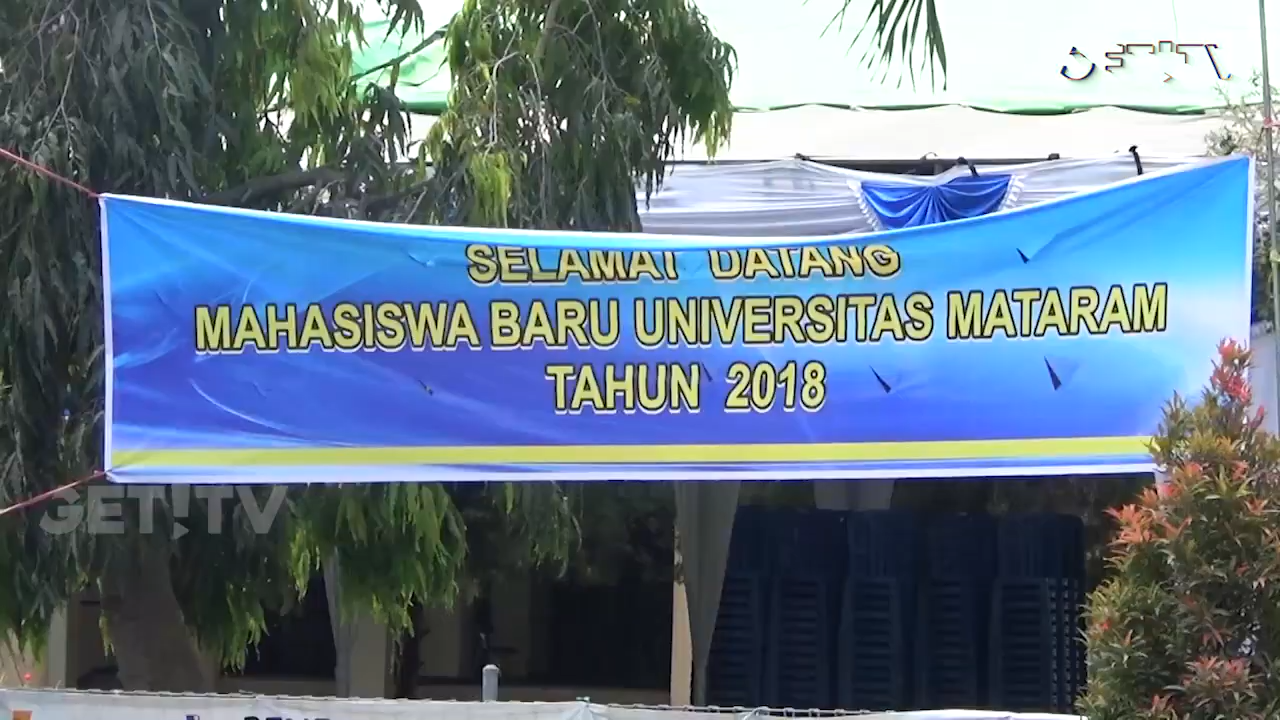 SELAMAT DATANG
MAHASISWA BARU UNIVERSITAS MATARAM
TAHUN 2018
GET!TV